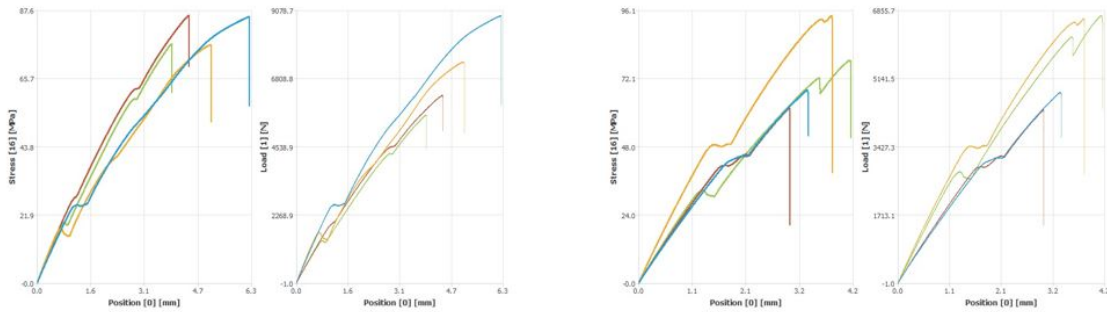 87.6
65.7
43.8
21.9
-0.0
Stress [16] [MPa]
0.0 1.6 3.1 4.7 6.3
Position [0] [mm]
9078.7
6808.8
4538.9
2268.9
-1.0
Load [1] [N]
0.0 1.6 3.1 4.7 6.3
Position [0] [mm]
96.1
72.1
48.0
24.0
-0.0
Stress [16] [MPa]
0.0 1.1 2.1 3.2 4.2
Position [0] [mm]
6855.7
5141.5
3427.3
1713.1
-1.0
Load [1] [N]
0.0 1.1 2.1 3.2 4.2
Position [0] [mm]